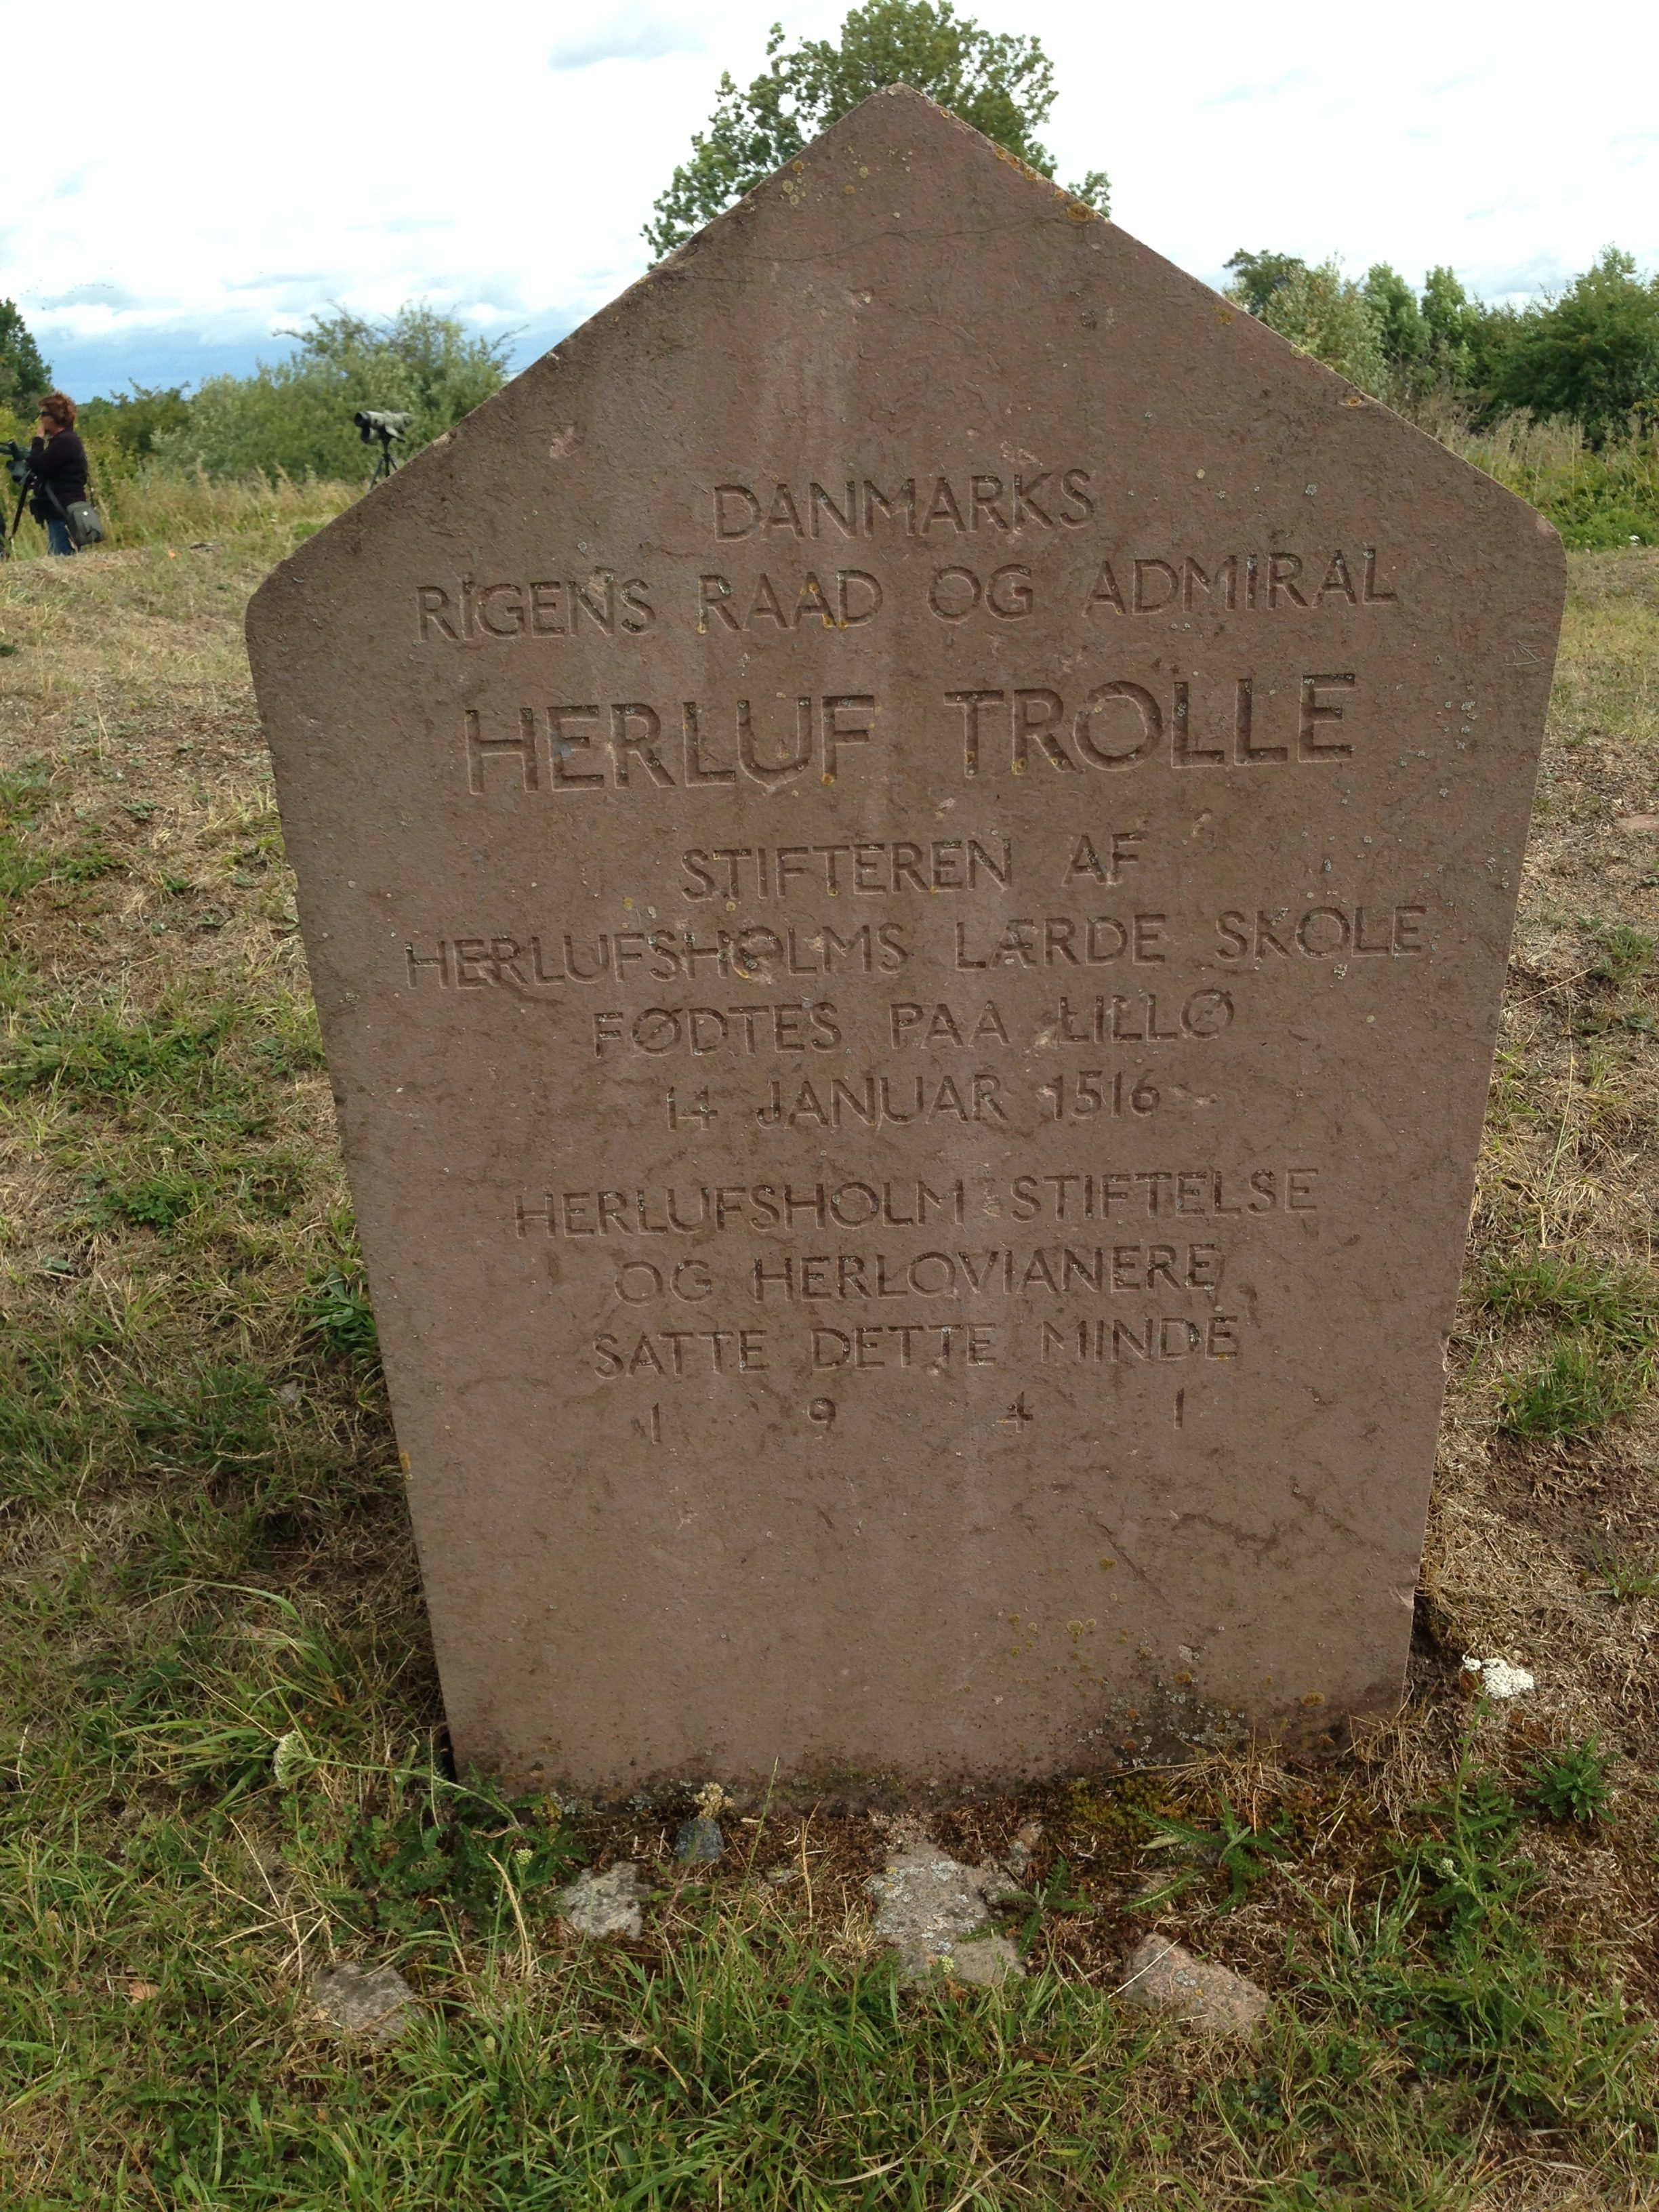 DANMARKS
RIGENS RAAD OG ADMIRAL
HERLUF TROLLE
STIFTEREN AF
HERLUFSHOLMS LÆRDE SKOLE
FØDTES PAA LILLØ
14 JANUAR 1516
HERLUFSHOLM STIFTELSE
OG HERLOVIANERE
SATTE DETTE MINDE
1 9 4 1